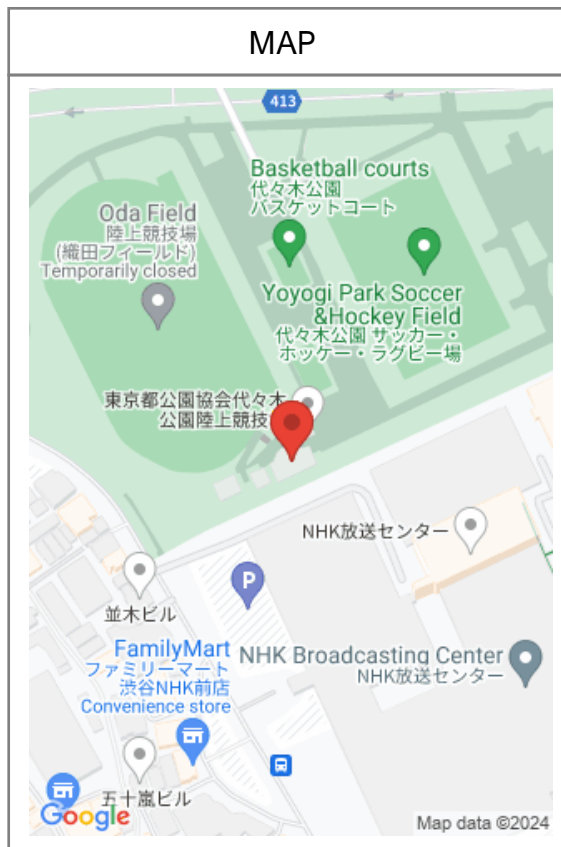 MAP
413
Basketball courts
代々木公園
バスケットコート
Oda Field
陸上競技場
(織田フィールド)
Temporarily closed
Yoyogi Park Soccer
&Hockey Field
代々木公園 サッカー・
ホッケー・ラグビー場
東京都公園協会代々木
公園陸上競技
NHK放送センター
P
並木ビル
FamilyMart
ファミリーマート
渋谷NHK前店
Convenience store
NHK Broadcasting Center
NHK放送センター
五十嵐ビル
Google
Map data ©2024